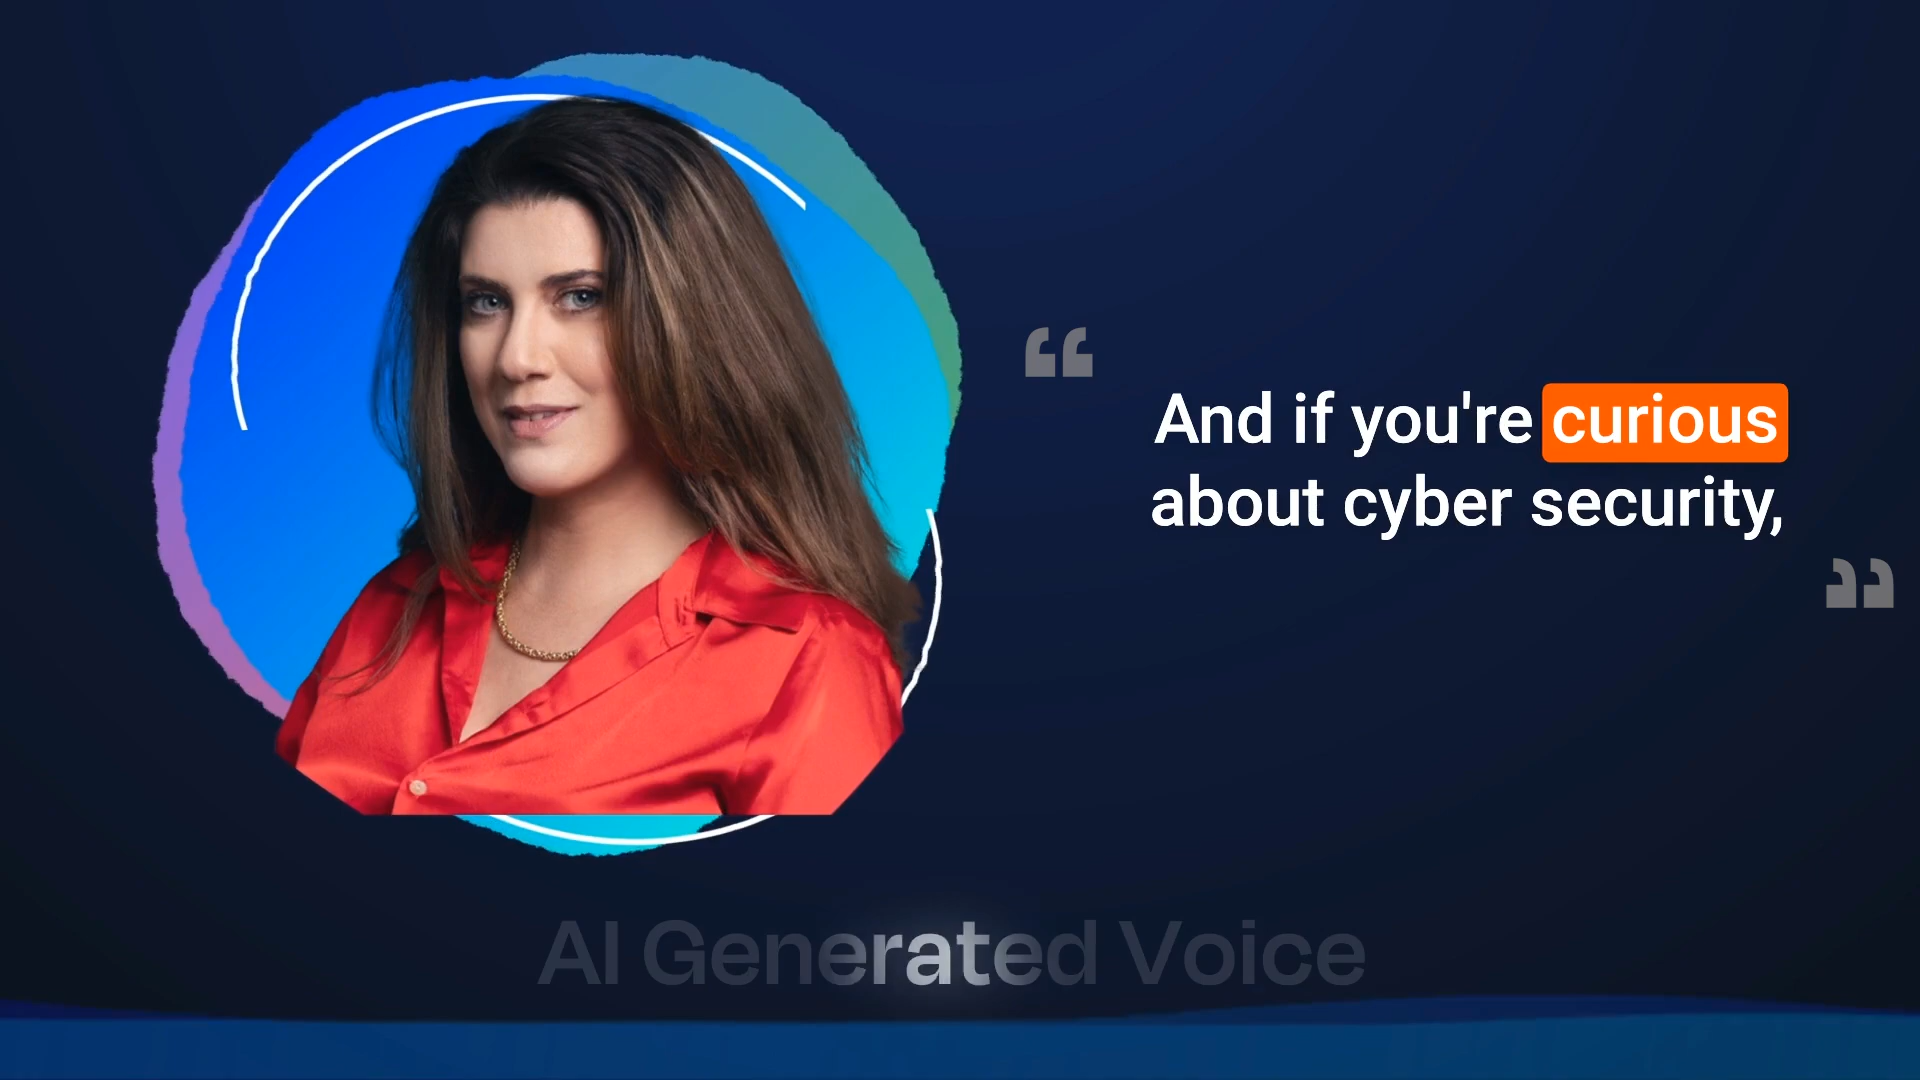 “
And if you're curious
about cyber security,
”
AI Generated Voice